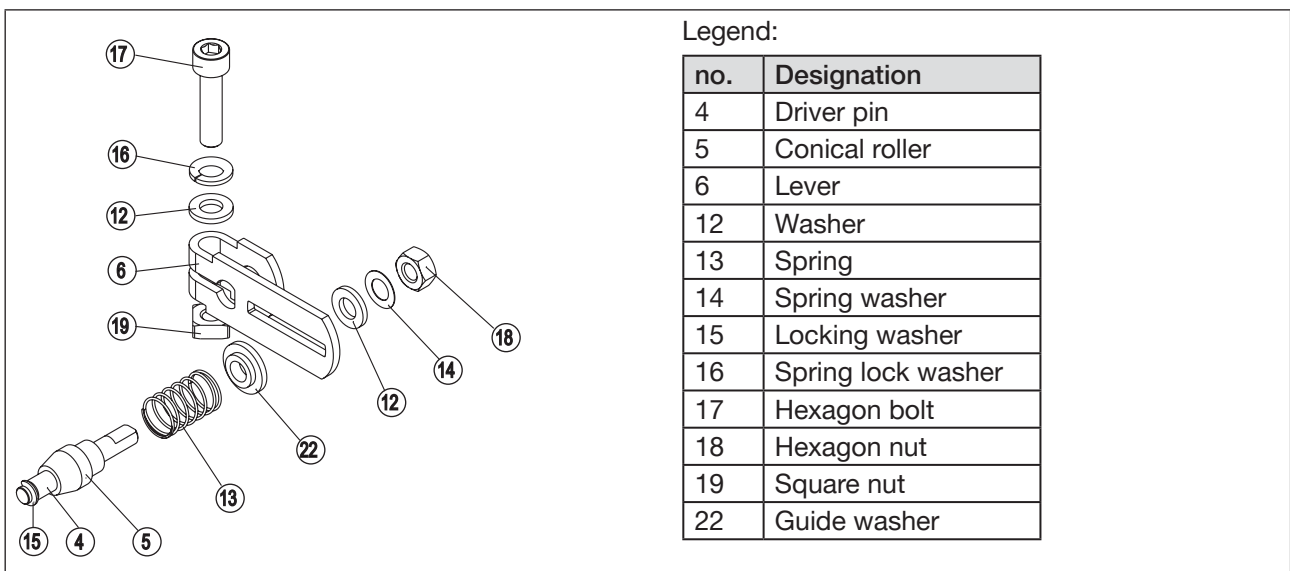 17
16
12
6
19
18
14
12
22
13
15 4 5
Legend:
no. Designation
4 Driver pin
5 Conical roller
6 Lever
12 Washer
13 Spring
14 Spring washer
15 Locking washer
16 Spring lock washer
17 Hexagon bolt
18 Hexagon nut
19 Square nut
22 Guide washer